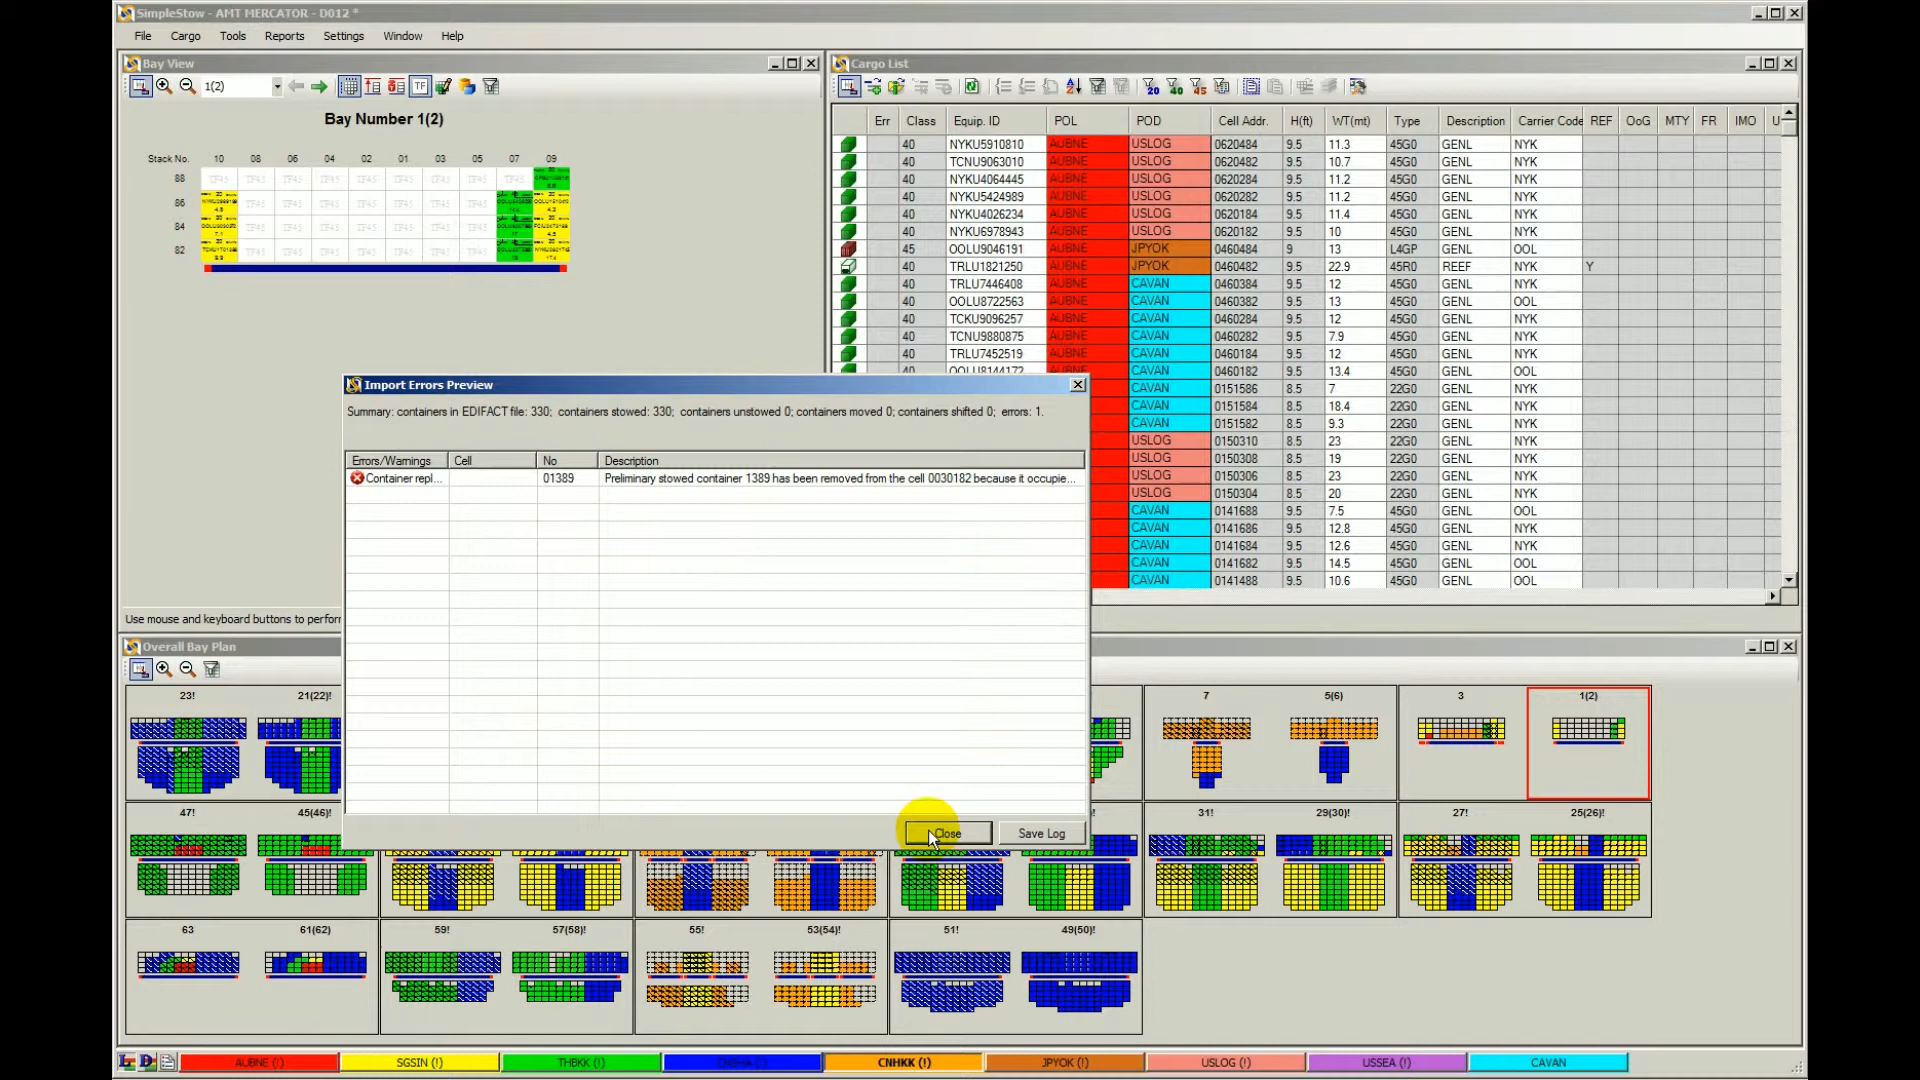 SimpleStow - AMT MERCATOR - D012 *
File Cargo Tools Reports Settings Window Help
Bay View
1(2)
TF
Bay Number 1(2)
Stack No. 10 08 06 04 02 01 03 05 07 09
88
86
84
82
Use mouse and keyboard buttons to perfor
Cargo List
20 40 45
Err Class Equip. ID POL POD Cell Addr. H(ft) WT(mt) Type Description Carrier Code REF OoG MTY FR IMO U
40 NYKU5910810 AUBNE USLOG 0620484 9.5 11.3 45G0 GENL NYK
40 TCNU9063010 AUBNE USLOG 0620384 9.5 10.7 45G0 GENL NYK
40 NYKU4064445 AUBNE USLOG 0620284 9.5 11.2 45G0 GENL NYK
40 NYKU5424989 AUBNE USLOG 0620282 9.5 11.2 45G0 GENL NYK
40 NYKU4026234 AUBNE USLOG 0620184 9.5 11.4 45G0 GENL NYK
40 NYKU6978943 AUBNE USLOG 0620182 9.5 10 45G0 GENL NYK
45 OOLU9046191 AUBNE JPYOK 0460484 9 13 L4GP GENL OOL
40 TRLU1821250 AUBNE JPYOK 0460482 9.5 22.9 45R0 REEF NYK Y
40 TRLU7446408 AUBNE CAVAN 0460384 9.5 12 45G0 GENL NYK
40 OOLU8722563 AUBNE CAVAN 0460382 9.5 13 45G0 GENL OOL
40 TCKU9096257 AUBNE CAVAN 0460284 9.5 12 45G0 GENL NYK
40 TCNU9880875 AUBNE CAVAN 0460282 9.5 7.9 45G0 GENL NYK
40 TRLU7452519 AUBNE CAVAN 0460184 9.5 12 45G0 GENL NYK
40 OOLU8144172 AUBNE CAVAN 0460182 9.5 13.4 45G0 GENL OOL
CAVAN 0151586 8.5 7 22G0 GENL NYK
CAVAN 0151584 8.5 18.4 22G0 GENL NYK
CAVAN 0151582 8.5 9.3 22G0 GENL NYK
USLOG 0150310 8.5 23 22G0 GENL NYK
USLOG 0150308 8.5 19 22G0 GENL NYK
USLOG 0150306 8.5 23 22G0 GENL NYK
USLOG 0150304 8.5 20 22G0 GENL NYK
CAVAN 0141688 9.5 7.5 45G0 GENL OOL
CAVAN 0141686 9.5 12.8 45G0 GENL NYK
CAVAN 0141684 9.5 12.6 45G0 GENL NYK
CAVAN 0141682 9.5 14.5 45G0 GENL OOL
CAVAN 0141488 9.5 10.6 45G0 GENL OOL
Import Errors Preview
Summary: containers in EDIFACT file: 330; containers stowed: 330; containers unstowed 0; containers moved 0; containers shifted 0; errors: 1.
Errors/Warnings Cell No Description
Container repl... 01389 Preliminary stowed container 1389 has been removed from the cell 0030182 because it occupie...
Close Save Log
Overall Bay Plan
23! 21(22)! 7 5(6) 3 1(2)
47! 45(46)! 31! 29(30)! 27! 25(26)!
63 61(62) 59! 57(58)! 55! 53(54)! 51! 49(50)!
AUBNE (!) SGSIN (!) THBKK (!) CNHKK (!) JPYOK (!) USLOG (!) USSEA (!) CAVAN